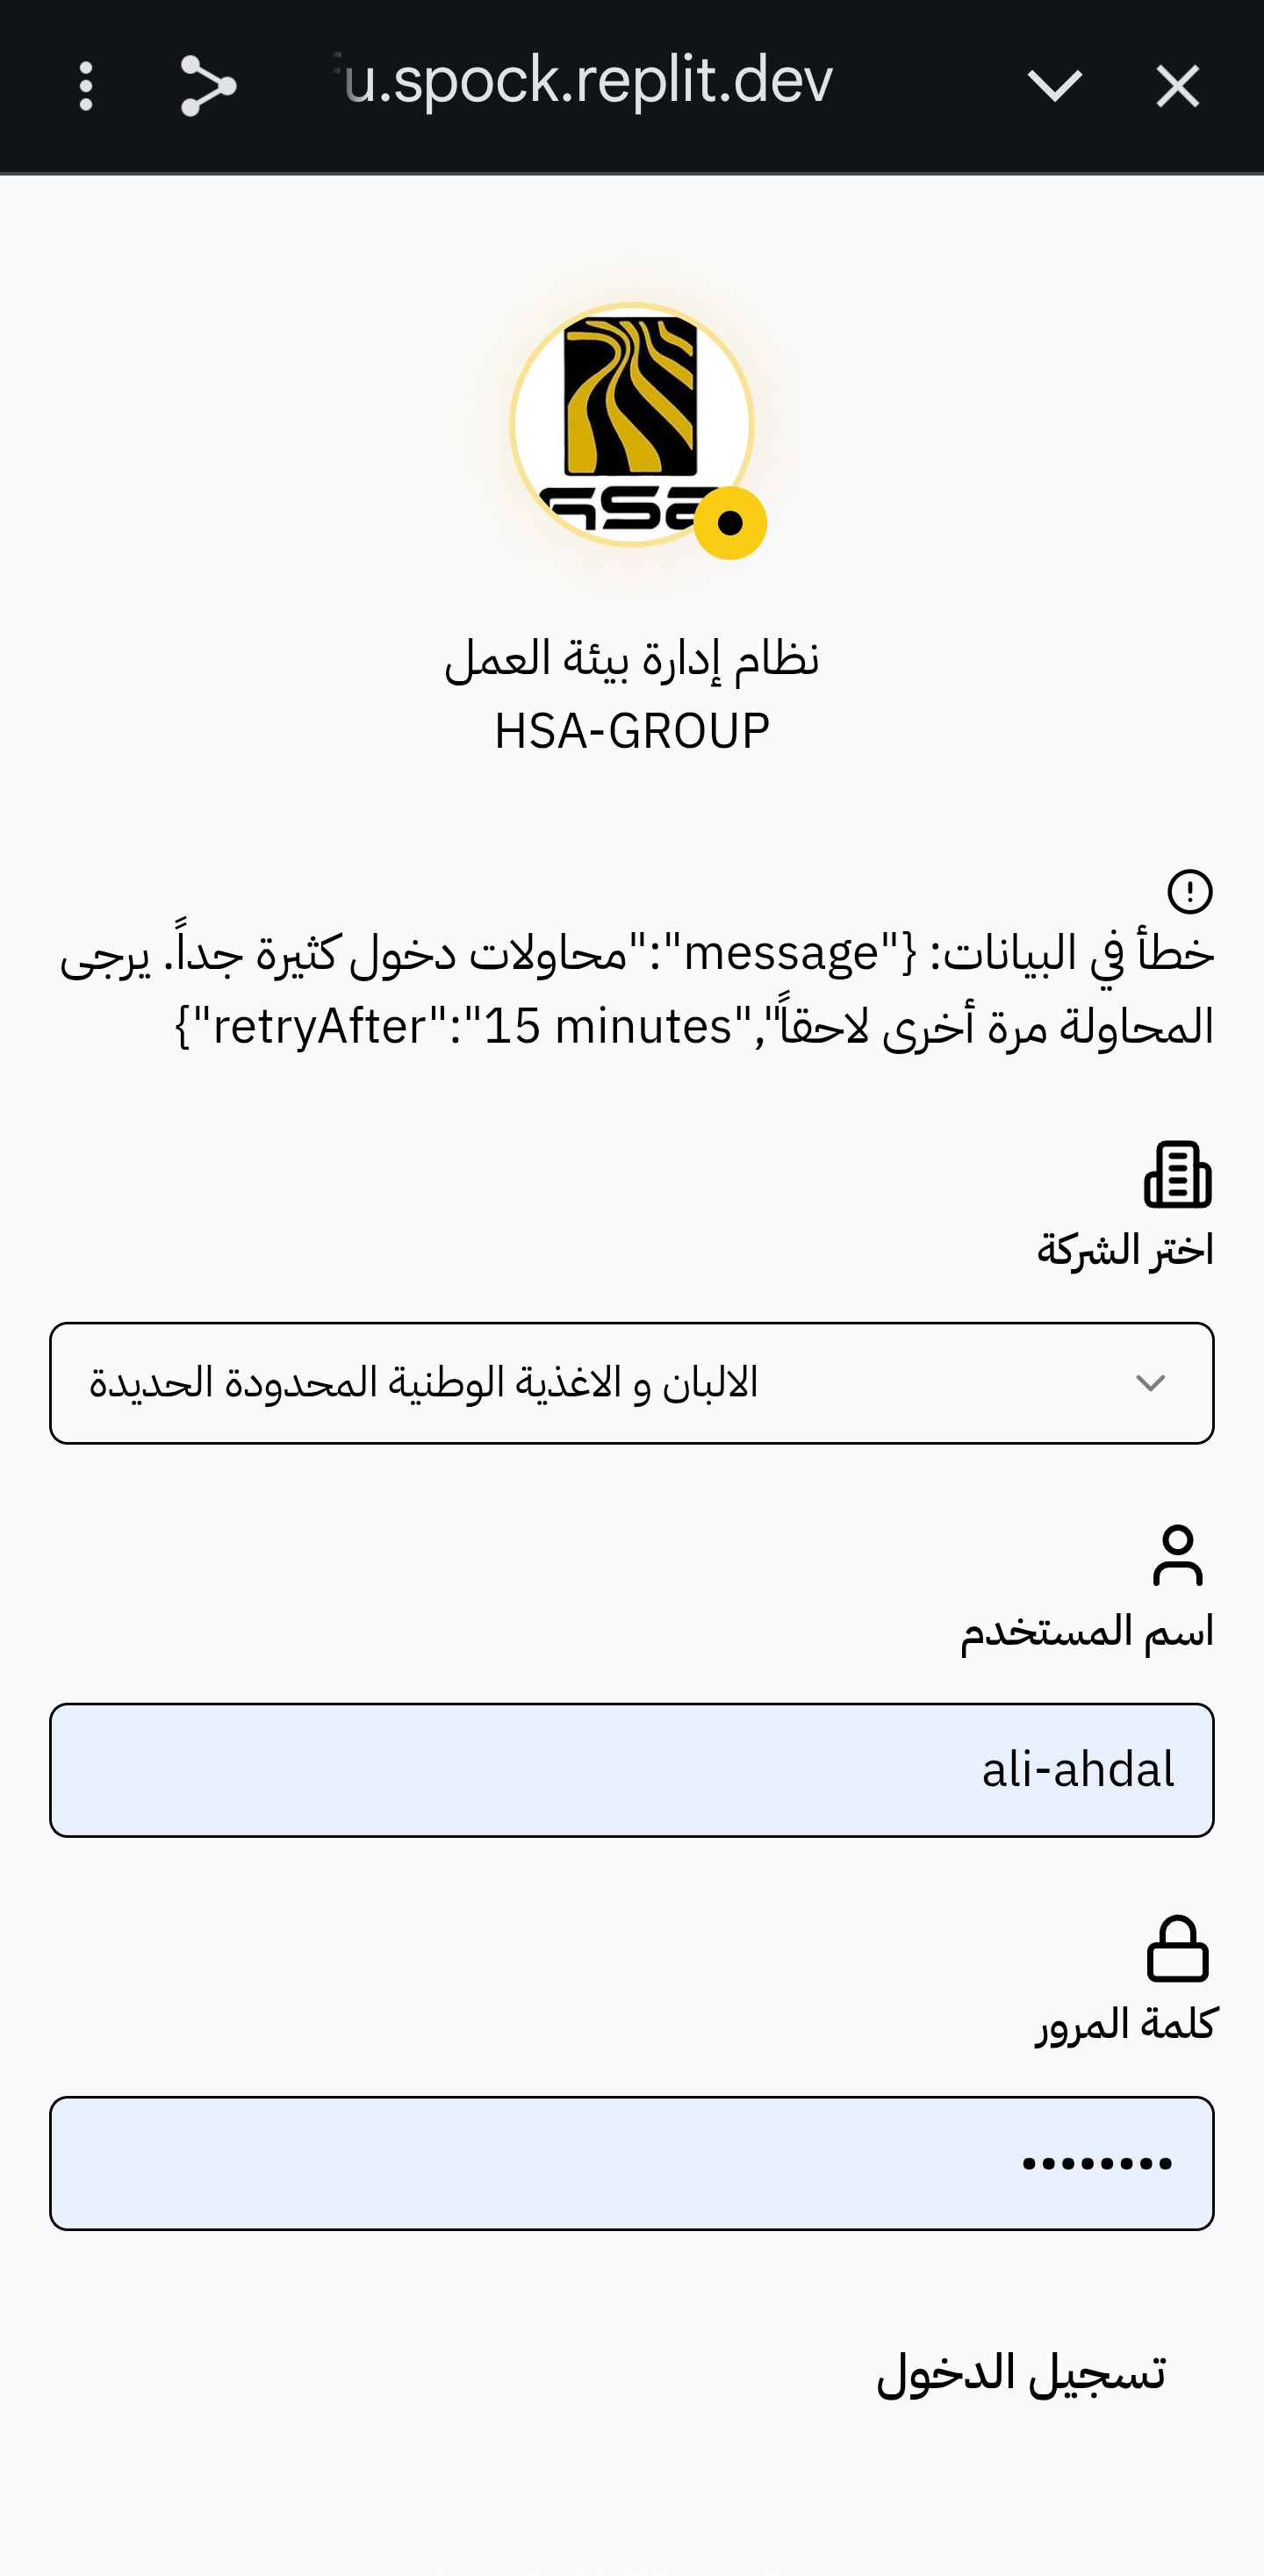 u.spock.replit.dev
hsa
نظام إدارة بيئة العمل
HSA-GROUP
خطأ في البيانات: {"message":"محاولات دخول كثيرة جداً. يرجى
المحاولة مرة أخرى لاحقاً","retryAfter":"15 minutes"}
اختر الشركة
الالبان و الاغذية الوطنية المحدودة الحديدة
اسم المستخدم
ali-ahdal
كلمة المرور
••••••••
تسجيل الدخول